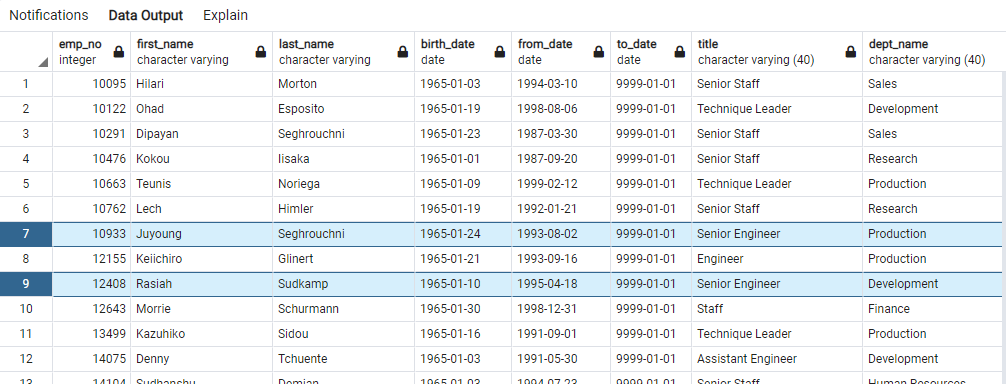 Notifications Data Output Explain
emp_no first_name last_name birth_date from_date to_date title dept_name
integer character varying character varying date date date character varying (40) character varying (40)
1 10095 Hilari Morton 1965-01-03 1994-03-10 9999-01-01 Senior Staff Sales
2 10122 Ohad Esposito 1965-01-19 1998-08-06 9999-01-01 Technique Leader Development
3 10291 Dipayan Seghrouchni 1965-01-23 1987-03-30 9999-01-01 Senior Staff Sales
4 10476 Kokou Iisaka 1965-01-01 1987-09-20 9999-01-01 Senior Staff Research
5 10663 Teunis Noriega 1965-01-09 1999-02-12 9999-01-01 Technique Leader Production
6 10762 Lech Himler 1965-01-19 1992-01-21 9999-01-01 Senior Staff Research
7 10933 Juyoung Seghrouchni 1965-01-24 1993-08-02 9999-01-01 Senior Engineer Production
8 12155 Keiichiro Glinert 1965-01-21 1993-09-16 9999-01-01 Engineer Production
9 12408 Rasiah Sudkamp 1965-01-10 1995-04-18 9999-01-01 Senior Engineer Development
10 12643 Morrie Schurmann 1965-01-30 1998-12-31 9999-01-01 Staff Finance
11 13499 Kazuhiko Sidou 1965-01-16 1991-09-01 9999-01-01 Technique Leader Production
12 14075 Denny Tchuente 1965-01-03 1991-05-30 9999-01-01 Assistant Engineer Development
13 14104 Sudhanshu Demian 1965-01-03 1994-07-23 9999-01-01 Senior Staff Human Resources